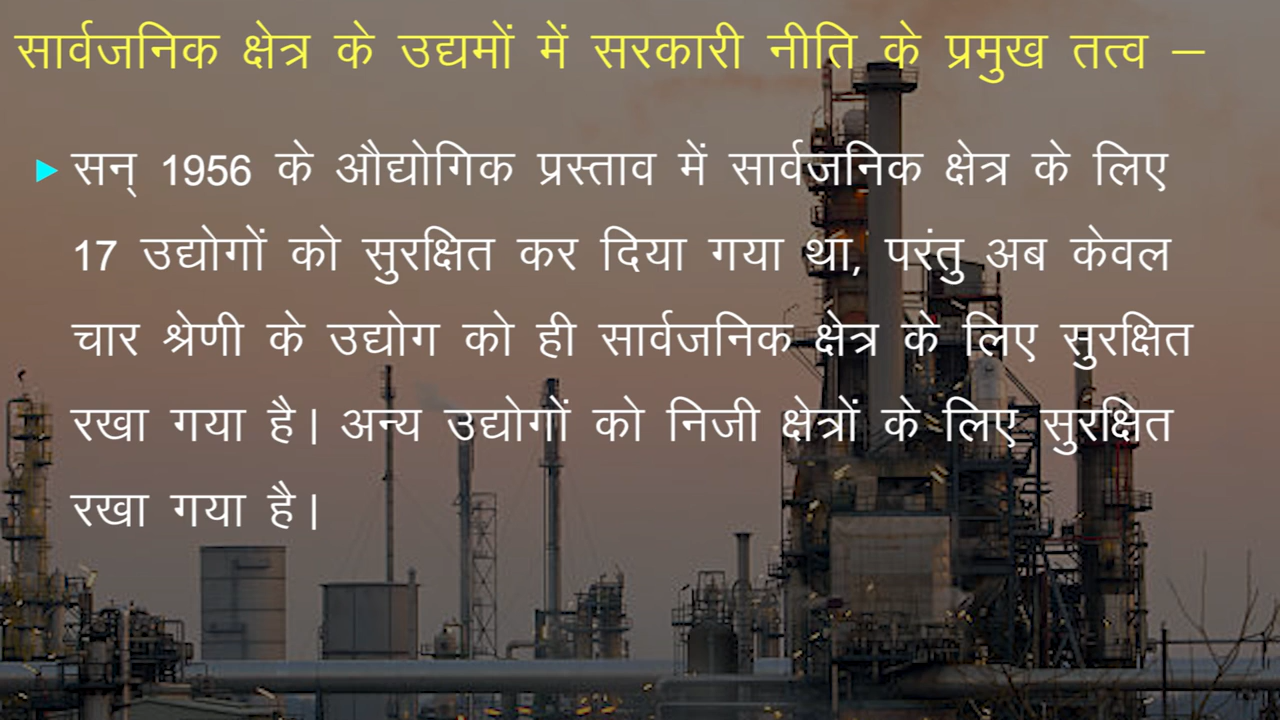 सार्वजनिक क्षेत्र के उद्यमों में सरकारी नीति के प्रमुख तत्व –
सन् 1956 के औद्योगिक प्रस्ताव में सार्वजनिक क्षेत्र के लिए
17 उद्योगों को सुरक्षित कर दिया गया था, परंतु अब केवल
चार श्रेणी के उद्योग को ही सार्वजनिक क्षेत्र के लिए सुरक्षित
रखा गया है। अन्य उद्योगों को निजी क्षेत्रों के लिए सुरक्षित
रखा गया है।